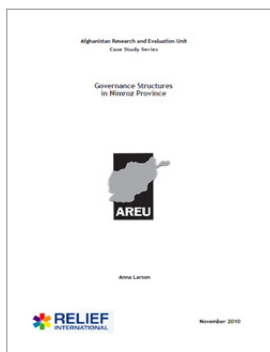 Afghanistan Research and Evaluation Unit
Case Study Series
Governance Structures
in Nimroz Province
AREU
Anna Larson
RELIEF
INTERNATIONAL
November 2010